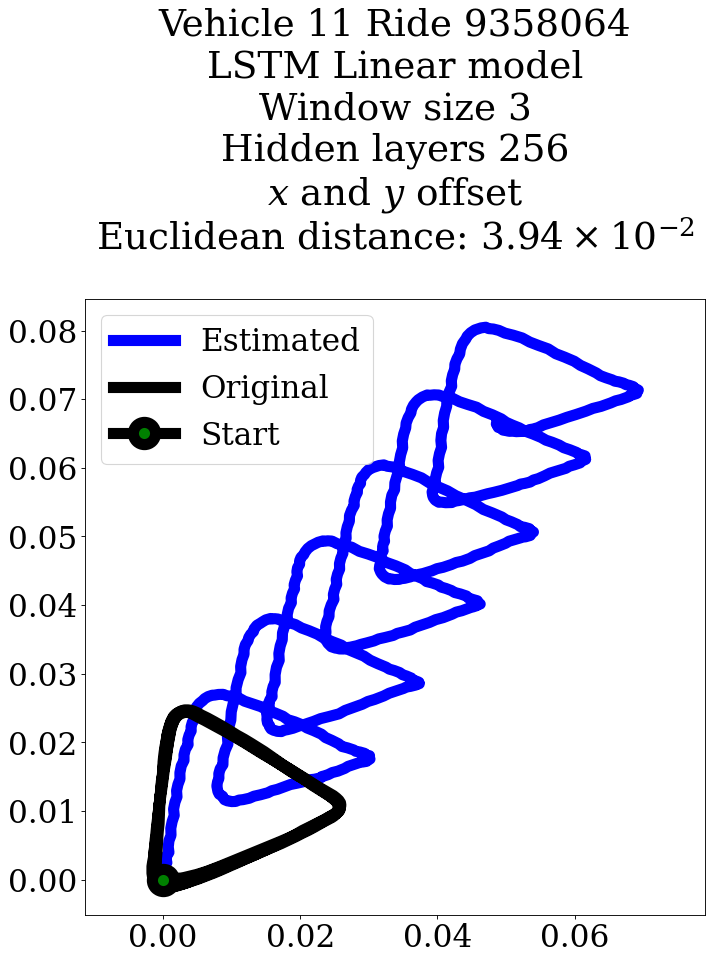 Vehicle 11 Ride 9358064
LSTM Linear model
Window size 3
Hidden layers 256
x and y offset
Euclidean distance: 3.94 × 10⁻²
Estimated
Original
Start
0.08
0.07
0.06
0.05
0.04
0.03
0.02
0.01
0.00
0.00 0.02 0.04 0.06